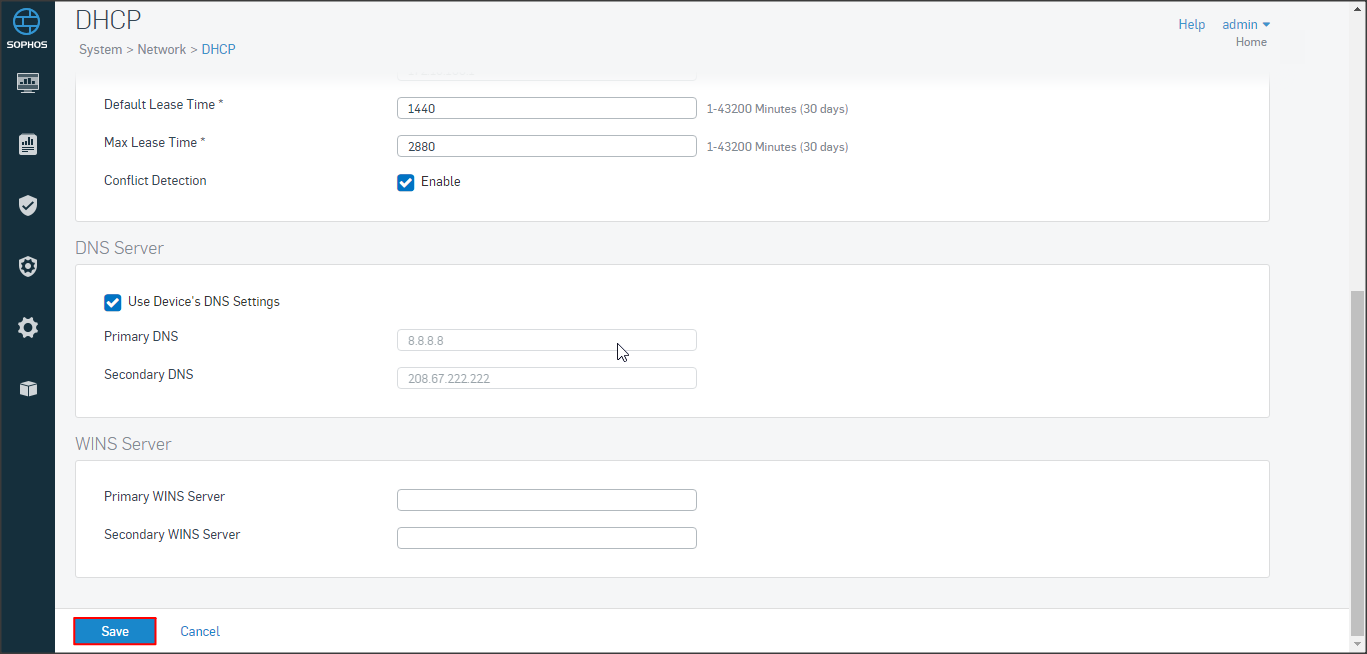 DHCP
System > Network > DHCP
Help
admin
Home
SOPHOS
Default Lease Time *
1440
1-43200 Minutes (30 days)
Max Lease Time *
2880
1-43200 Minutes (30 days)
Conflict Detection
Enable
DNS Server
Use Device's DNS Settings
Primary DNS
8.8.8.8
Secondary DNS
208.67.222.222
WINS Server
Primary WINS Server
Secondary WINS Server
Save
Cancel